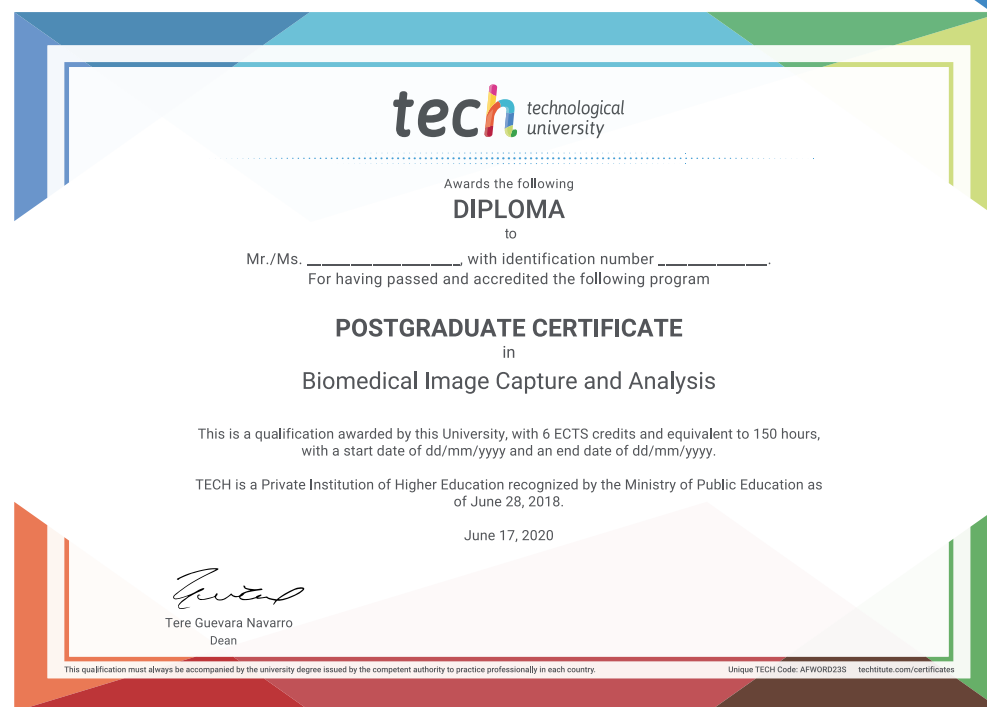 tech technological
university
Awards the following
DIPLOMA
to
Mr./Ms. ____________________, with identification number ______________.
For having passed and accredited the following program
POSTGRADUATE CERTIFICATE
in
Biomedical Image Capture and Analysis
This is a qualification awarded by this University, with 6 ECTS credits and equivalent to 150 hours,
with a start date of dd/mm/yyyy and an end date of dd/mm/yyyy.
TECH is a Private Institution of Higher Education recognized by the Ministry of Public Education as
of June 28, 2018.
June 17, 2020
Tere Guevara Navarro
Dean
This qualification must always be accompanied by the university degree issued by the competent authority to practice professionally in each country. Unique TECH Code: AFWORD23S techtitute.com/certificates